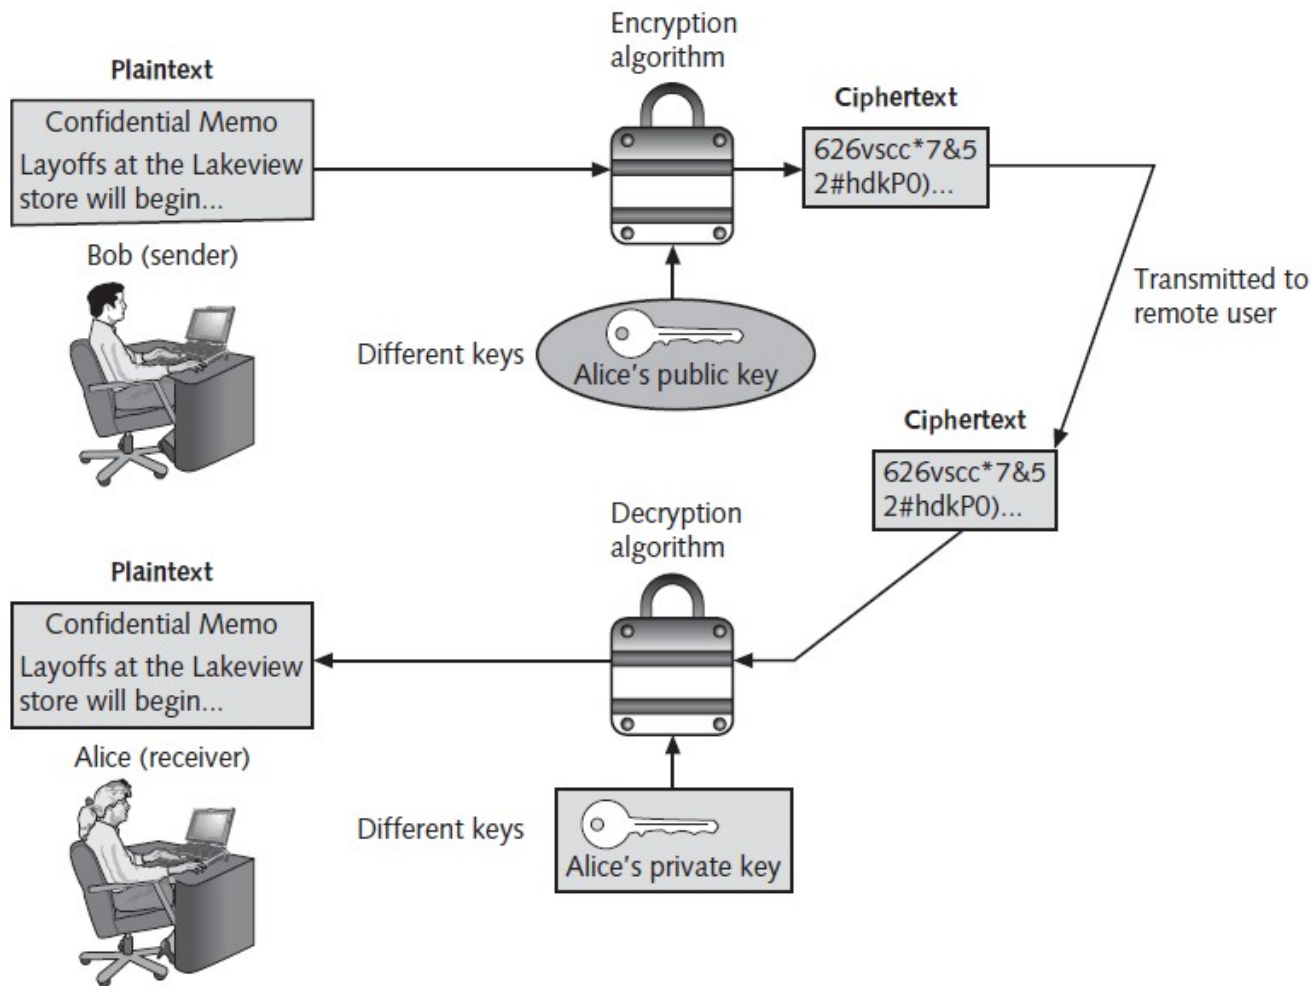 Encryption
algorithm
Plaintext
Ciphertext
Confidential Memo
Layoffs at the Lakeview
store will begin...
626vscc*7&5
2#hdkP0)...
Bob (sender)
Transmitted to
remote user
Different keys
Alice's public key
Ciphertext
626vscc*7&5
2#hdkP0)...
Decryption
algorithm
Plaintext
Confidential Memo
Layoffs at the Lakeview
store will begin...
Alice (receiver)
Different keys
Alice's private key